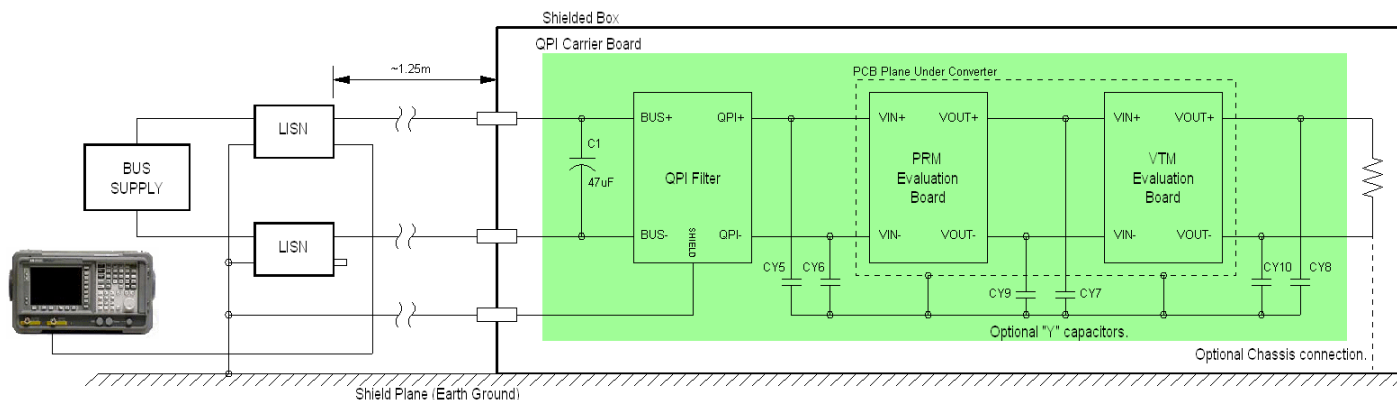 Shielded Box
QPI Carrier Board
~1.25m
PCB Plane Under Converter
LISN
BUS+
QPI+
VIN+
VOUT+
VIN+
VOUT+
C1
47uF
BUS
SUPPLY
QPI Filter
PRM
Evaluation
Board
VTM
Evaluation
Board
LISN
BUS-
SHIELD
QPI-
VIN-
VOUT-
VIN-
VOUT-
CY5
CY6
CY9
CY7
CY10
CY8
Optional "Y" capacitors.
Optional Chassis connection.
Shield Plane (Earth Ground)